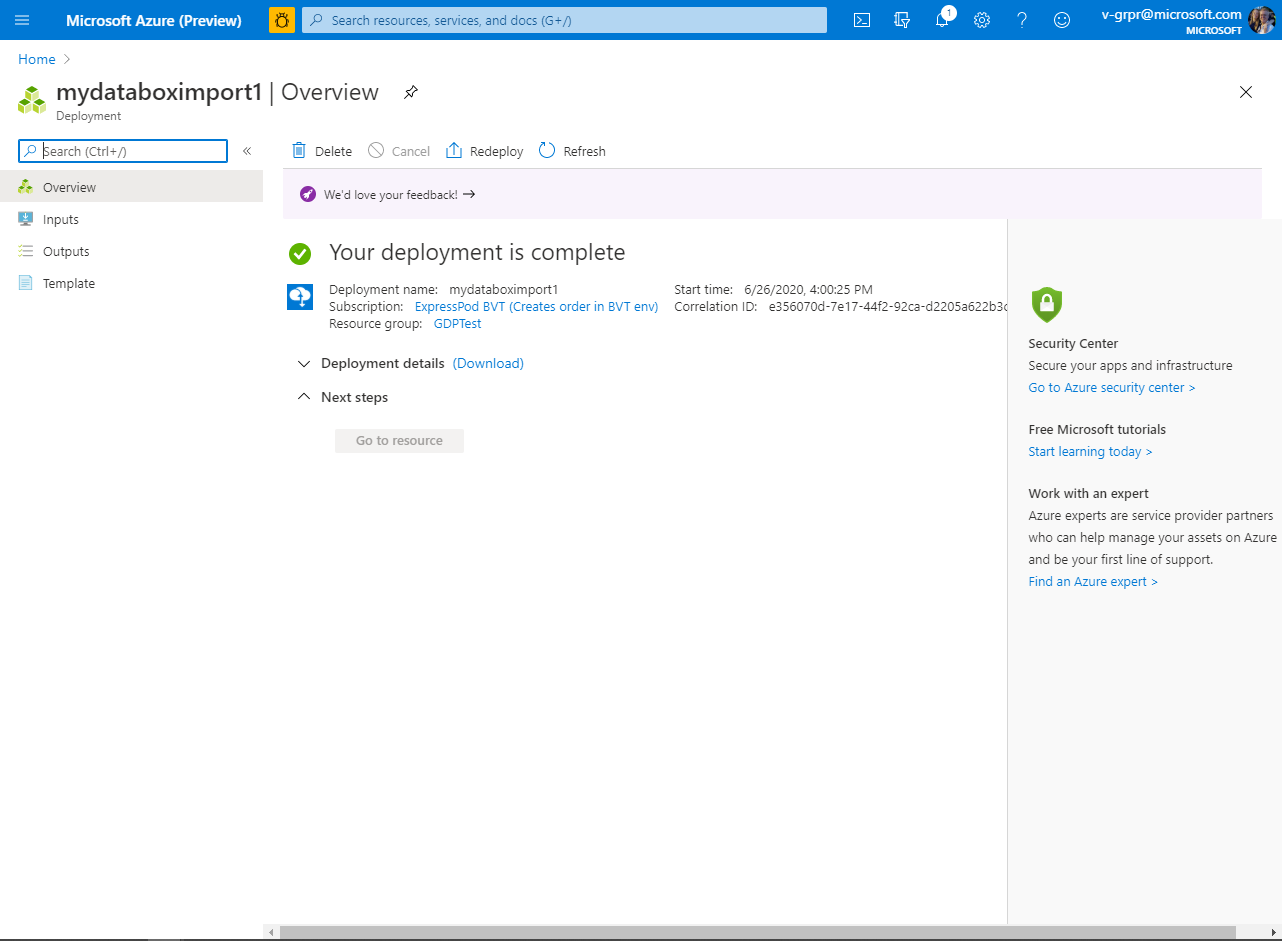 Microsoft Azure (Preview)
Search resources, services, and docs (G+/)
1
v-grpr@microsoft.com
MICROSOFT
Home
mydataboximport1 | Overview
Deployment
Search (Ctrl+/)
Delete
Cancel
Redeploy
Refresh
Overview
Inputs
Outputs
Template
We'd love your feedback! →
Your deployment is complete
Deployment name: mydataboximport1
Subscription: ExpressPod BVT (Creates order in BVT env)
Resource group: GDPTest
Start time: 6/26/2020, 4:00:25 PM
Correlation ID: e356070d-7e17-44f2-92ca-d2205a622b3c
Deployment details (Download)
Next steps
Go to resource
Security Center
Secure your apps and infrastructure
Go to Azure security center >
Free Microsoft tutorials
Start learning today >
Work with an expert
Azure experts are service provider partners
who can help manage your assets on Azure
and be your first line of support.
Find an Azure expert >